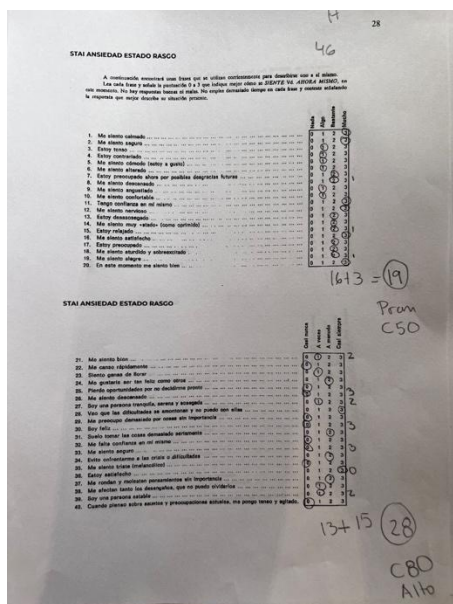 M
28
46
STAI ANSIEDAD ESTADO RASGO
A continuación encontrará unas frases que se utilizan corrientemente para describirse uno a sí mismo.
Lea cada frase y señale la puntuación 0 a 3 que indique mejor cómo se SIENTE Vd. AHORA MISMO, en
este momento. No hay respuestas buenas ni malas. No emplee demasiado tiempo en cada frase y conteste señalando
la respuesta que mejor describa su situación presente.
Nada
Algo
Bastante
Mucho
1. Me siento calmado
2. Me siento seguro
3. Estoy tenso
4. Estoy contrariado
5. Me siento cómodo (estoy a gusto)
6. Me siento alterado
7. Estoy preocupado ahora por posibles desgracias futuras
8. Me siento descansado
9. Me siento angustiado
10. Me siento confortable
11. Tengo confianza en mí mismo
12. Me siento nervioso
13. Estoy desasosegado
14. Me siento muy «atado» (como oprimido)
15. Estoy relajado
16. Me siento satisfecho
17. Estoy preocupado
18. Me siento aturdido y sobreexcitado
19. Me siento alegre
20. En este momento me siento bien
16+3 = 19
C50
STAI ANSIEDAD ESTADO RASGO
Casi nunca
A veces
A menudo
Casi siempre
21. Me siento bien
22. Me canso rápidamente
23. Siento ganas de llorar
24. Me gustaría ser tan feliz como otros
25. Pierdo oportunidades por no decidirme pronto
26. Me siento descansado
27. Soy una persona tranquila, serena y sosegada
28. Veo que las dificultades se amontonan y no puedo con ellas
29. Me preocupo demasiado por cosas sin importancia
30. Soy feliz
31. Suelo tomar las cosas demasiado seriamente
32. Me falta confianza en mí mismo
33. Me siento seguro
34. Evito enfrentarme a las crisis o dificultades
35. Me siento triste (melancólico)
36. Estoy satisfecho
37. Me rondan y molestan pensamientos sin importancia
38. Me afectan tanto los desengaños, que no puedo olvidarlos
39. Soy una persona estable
40. Cuando pienso sobre asuntos y preocupaciones actuales, me pongo tenso y agitado.
13+15 28
C80
Alto